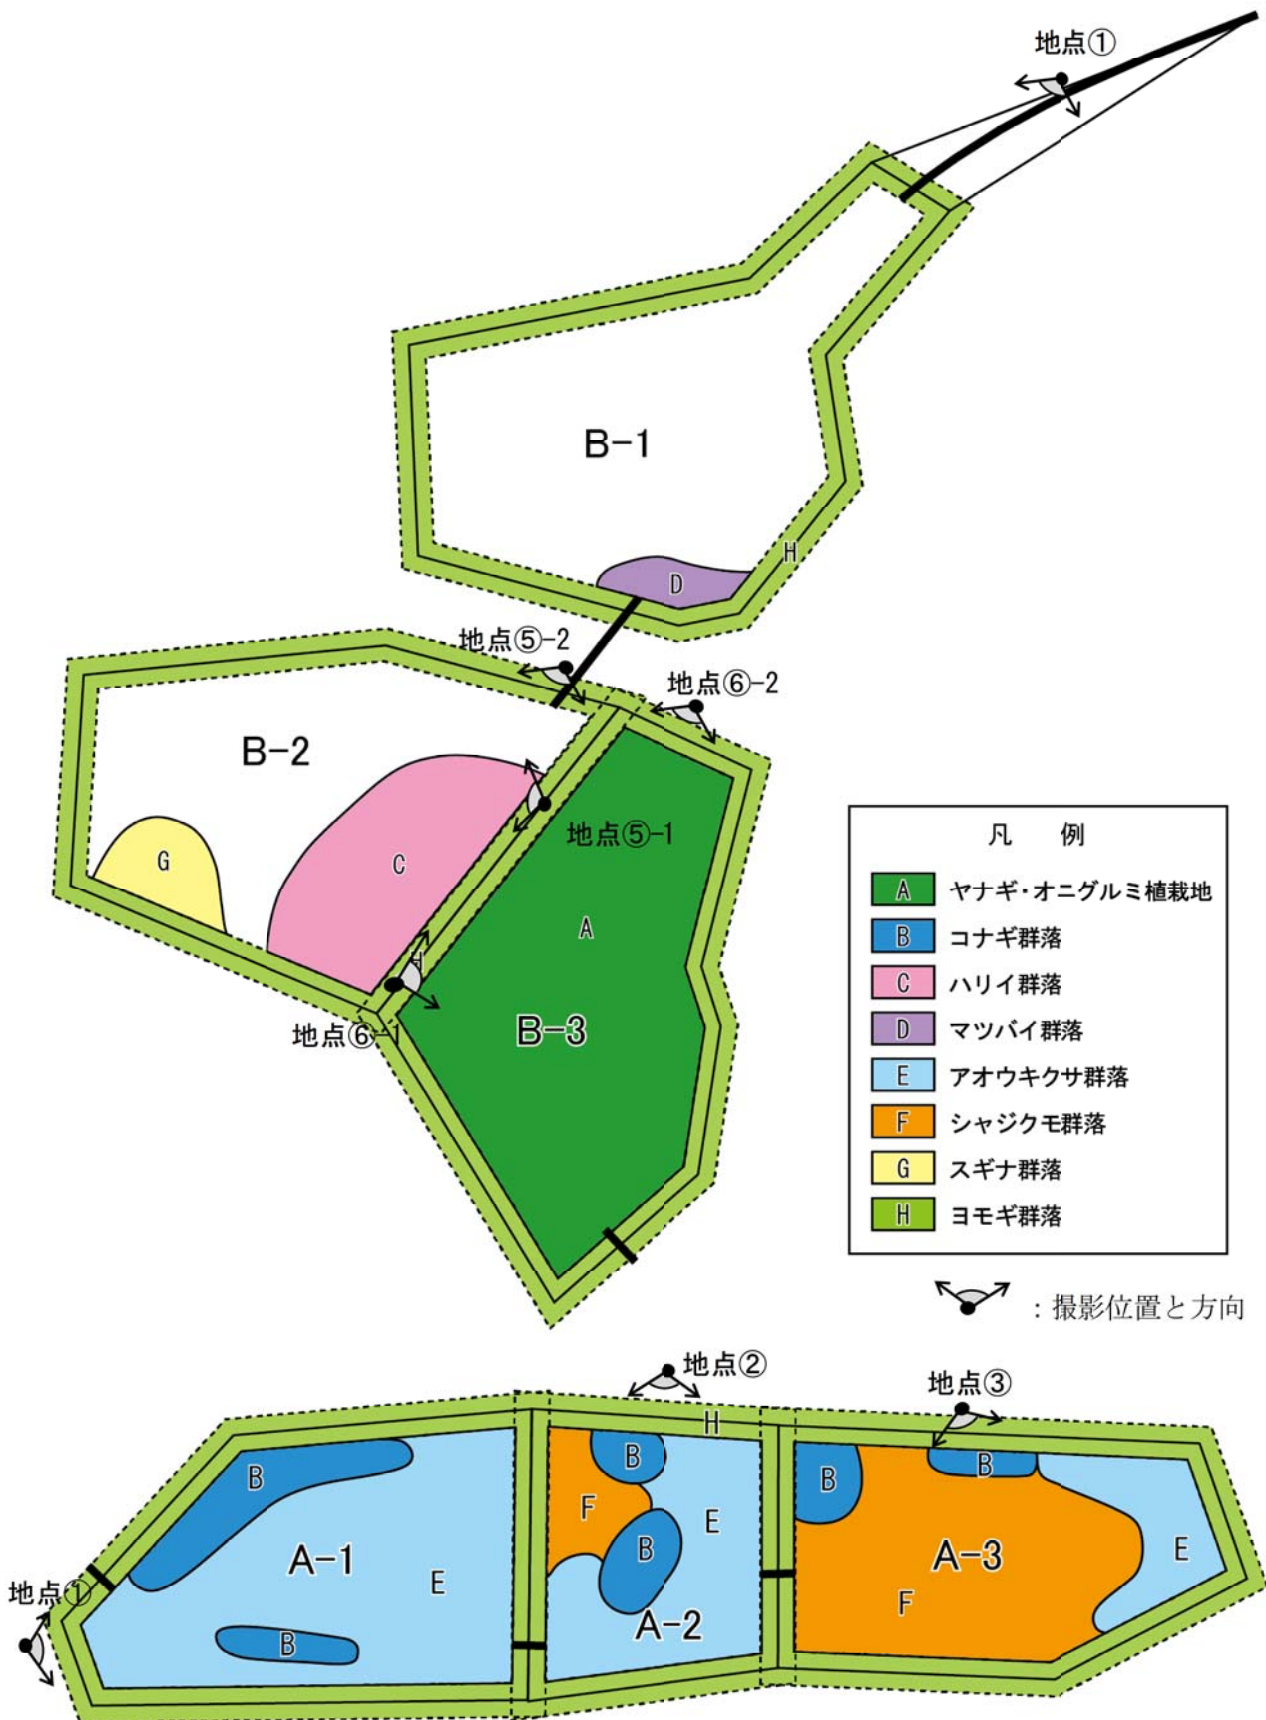 地点①
B-1
H
D
地点⑤-2
地点⑥-2
B-2
地点⑤-1
G
C
A
H
地点⑥-1
B-3
凡　例
A ヤナギ・オニグルミ植栽地
B コナギ群落
C ハリイ群落
D マツバイ群落
E アオウキクサ群落
F シャジクモ群落
G スギナ群落
H ヨモギ群落
：撮影位置と方向
地点②
地点③
H
B
B
B
B
F
E
B
A-1
E
A-3
E
地点①
F
A-2
B